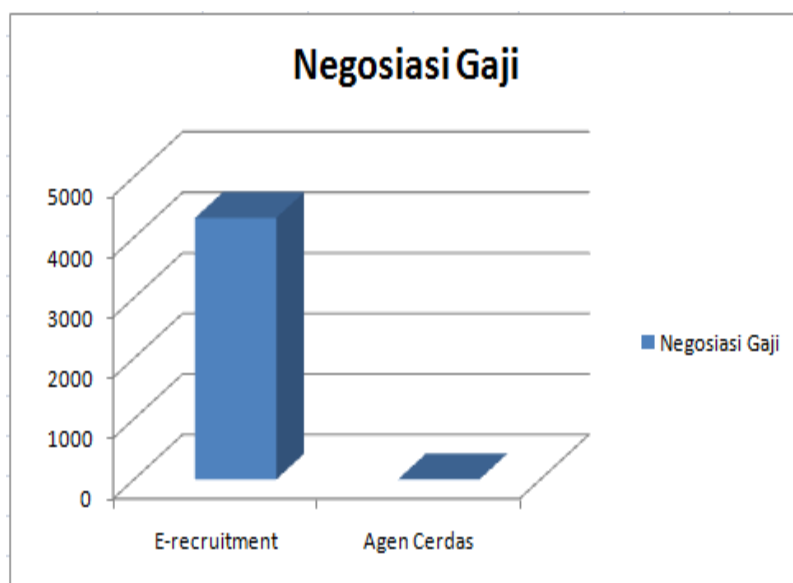 Negosiasi Gaji
5000
4000
3000
2000
1000
0
E-recruitment
Agen Cerdas
Negosiasi Gaji